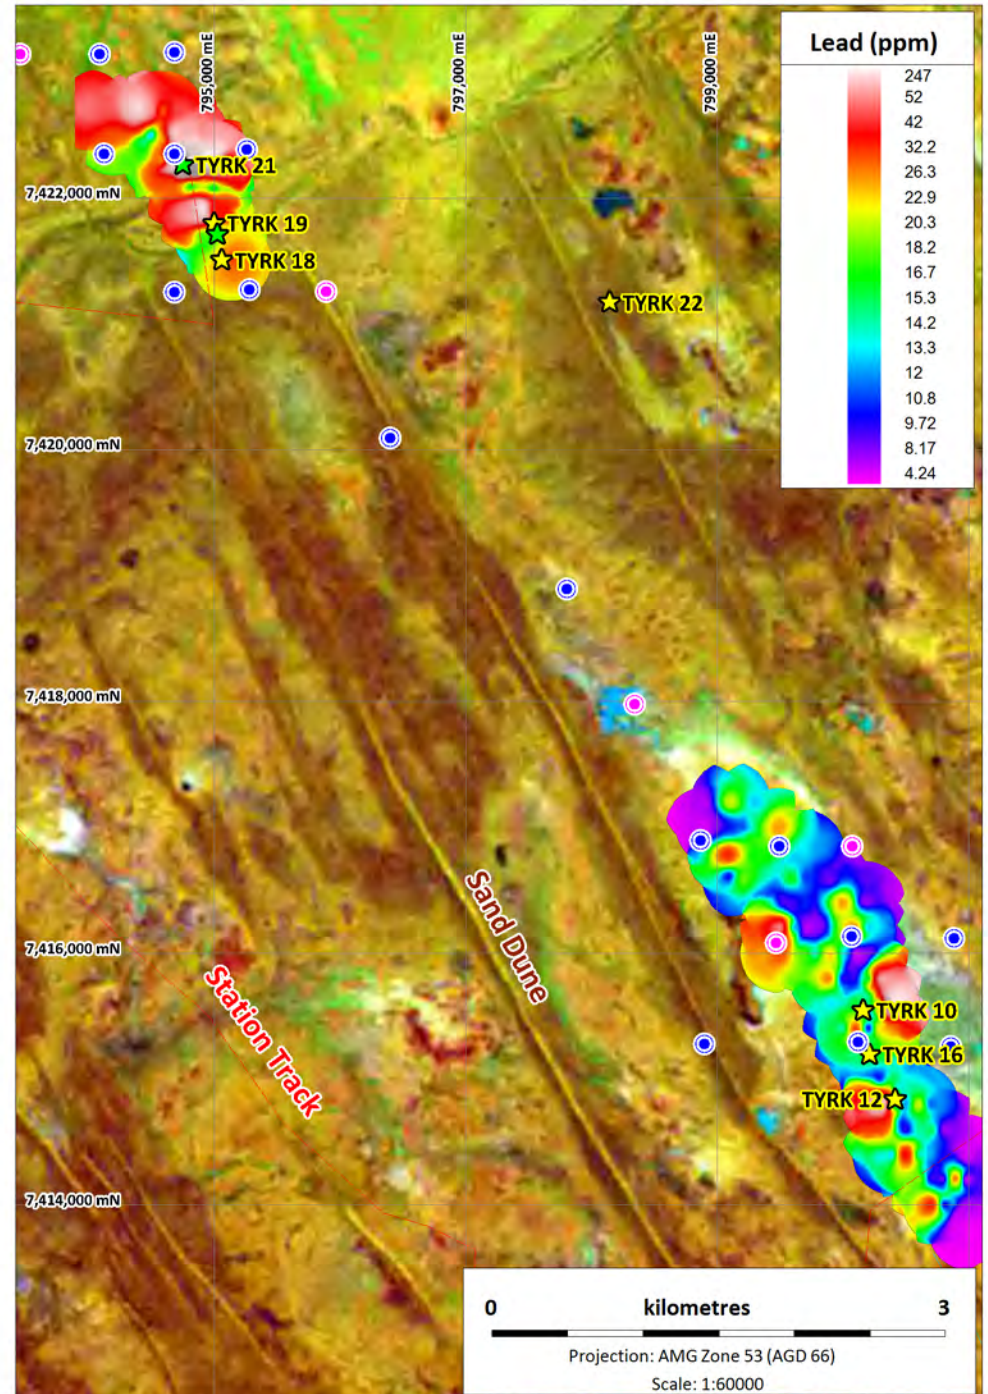 Lead (ppm)
247
52
42
32.2
26.3
22.9
20.3
18.2
16.7
15.3
14.2
13.3
12
10.8
9.72
8.17
4.24
795,000 mE
797,000 mE
799,000 mE
TYRK 21
7,422,000 mN
TYRK 19
TYRK 18
TYRK 22
7,420,000 mN
7,418,000 mN
Sand Dune
7,416,000 mN
Station Track
TYRK 10
TYRK 16
TYRK 12
7,414,000 mN
0 kilometres 3
Projection: AMG Zone 53 (AGD 66)
Scale: 1:60000